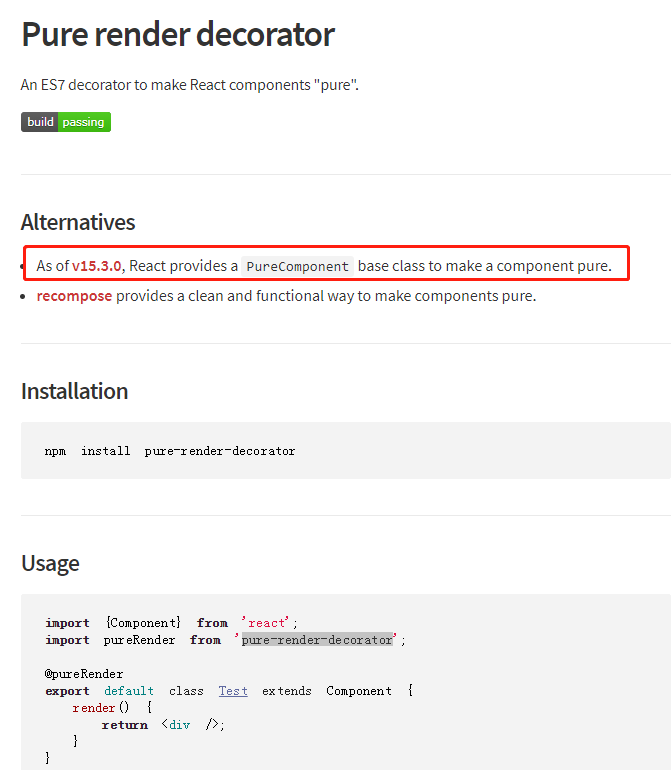 Pure render decorator
An ES7 decorator to make React components "pure".
build passing
Alternatives
As of v15.3.0, React provides a PureComponent base class to make a component pure.
recompose provides a clean and functional way to make components pure.
Installation
npm install pure-render-decorator
Usage
import {Component} from 'react';
import pureRender from 'pure-render-decorator';
@pureRender
export default class Test extends Component {
render() {
return <div />;
}
}